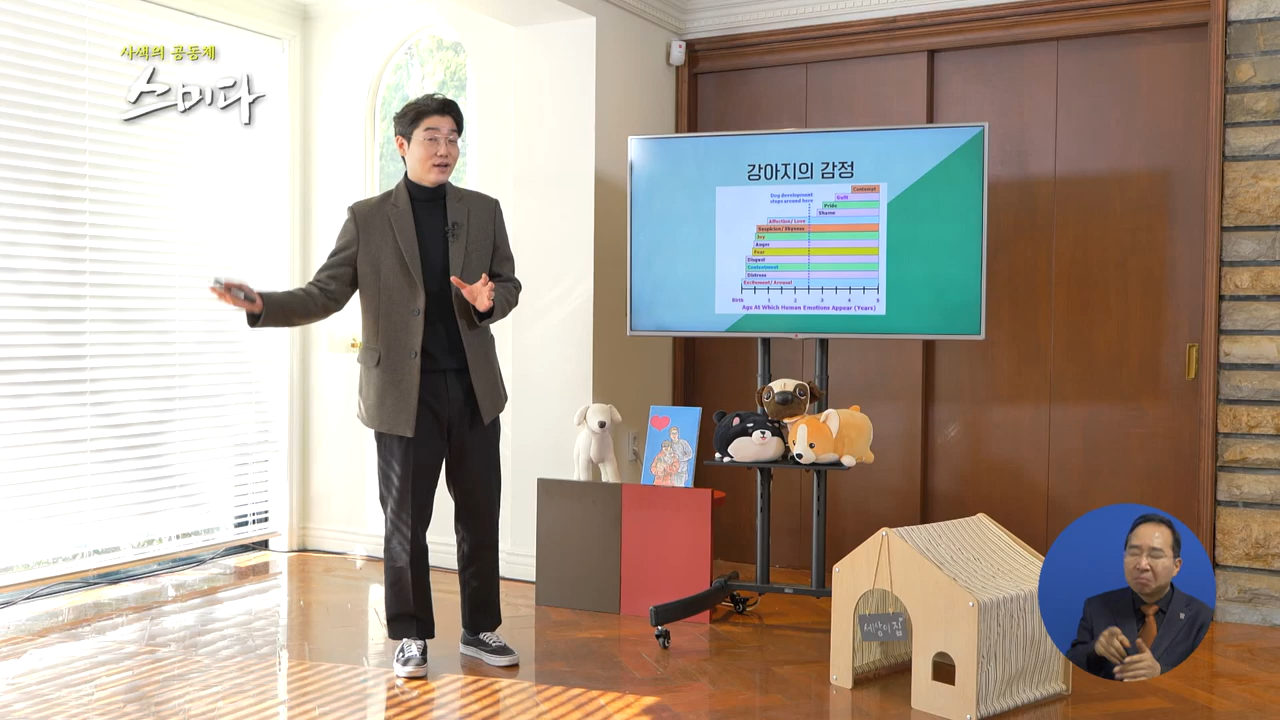 사색의 공동체
스미다
강아지의 감정
Dog development
stops around here
Contempt
Guilt
Pride
Shame
Affection/ Love
Suspicion/ Shyness
Joy
Anger
Fear
Disgust
Contentment
Distress
Excitement/ Arousal
Birth 1 2 3 4 5
Age At Which Human Emotions Appear (Years)
세상이 집